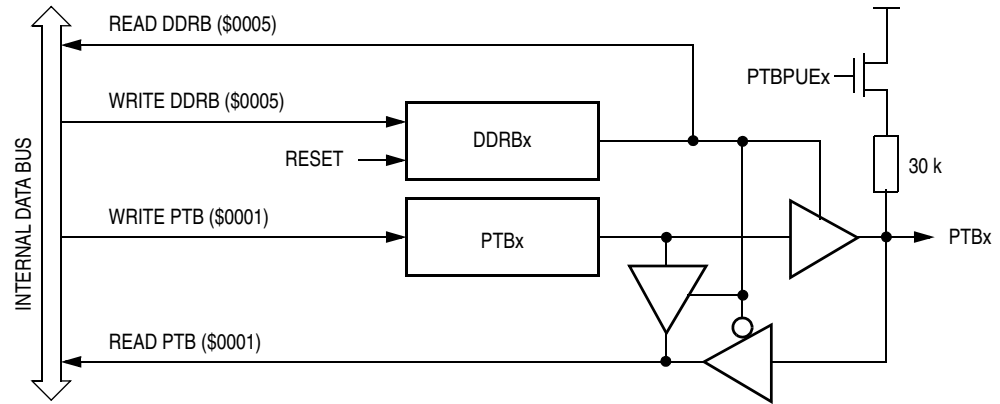 READ DDRB ($0005)
PTBPUEx
WRITE DDRB ($0005)
DDRBx
RESET
30 k
WRITE PTB ($0001)
PTBx
PTBx
INTERNAL DATA BUS
READ PTB ($0001)